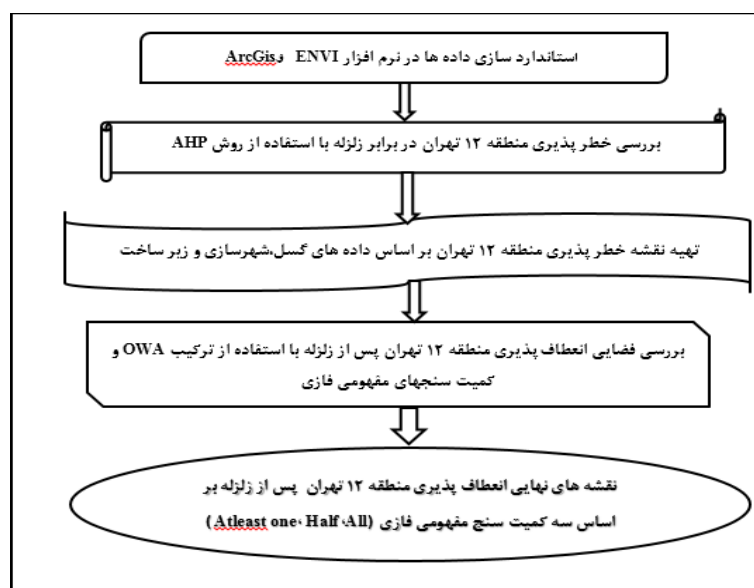 استاندارد سازی داده ها در نرم افزار ENVI و ArcGis
بررسی خطر پذیری منطقه ۱۲ تهران در برابر زلزله با استفاده از روش AHP
تهیه نقشه خطر پذیری منطقه ۱۲ تهران بر اساس داده های گسل،شهرسازی و زیر ساخت
بررسی فضایی انعطاف پذیری منطقه ۱۲ تهران پس از زلزله با استفاده از ترکیب OWA و
کمیت سنجهای مفهومی فازی
نقشه های نهایی انعطاف پذیری منطقه ۱۲ تهران پس از زلزله بر
اساس سه کمیت سنج مفهومی فازی (Atleast one، Half ،All)